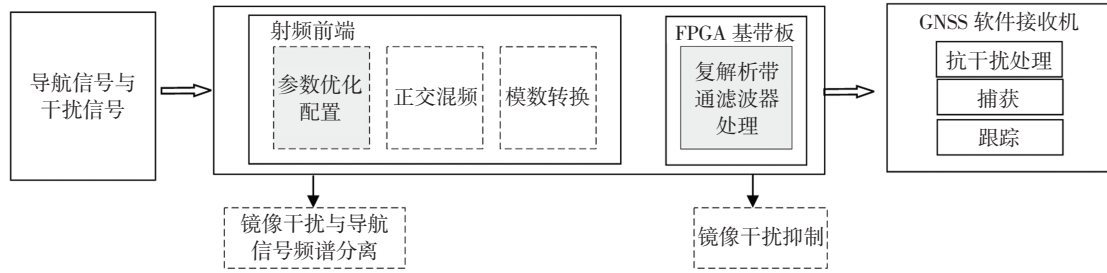 导航信号与
干扰信号
射频前端
参数优化
配置
正交混频
模数转换
FPGA 基带板
复解析带
通滤波器
处理
GNSS 软件接收机
抗干扰处理
捕获
跟踪
镜像干扰与导航
信号频谱分离
镜像干扰抑制